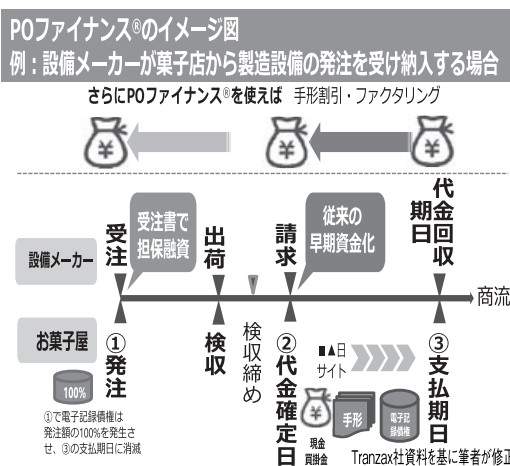 POファイナンス®のイメージ図
例：設備メーカーが菓子店から製造設備の発注を受け納入する場合
さらにPOファイナンス®を使えば 手形割引・ファクタリング
¥
¥
¥
受注書で
担保融資
従来の
早期資金化
設備メーカー
受注
出荷
請求
代金回収
期日
商流
お菓子屋
①発注
検収
検収締め
②代金確定日
③支払期日
■▲日
サイト
100%
①で電子記録債権は
発注額の100%を発生さ
せ、③の支払期日に消滅
¥
現金
買掛金
手形
電子記
録債権
Tranzax社資料を基に筆者が修正